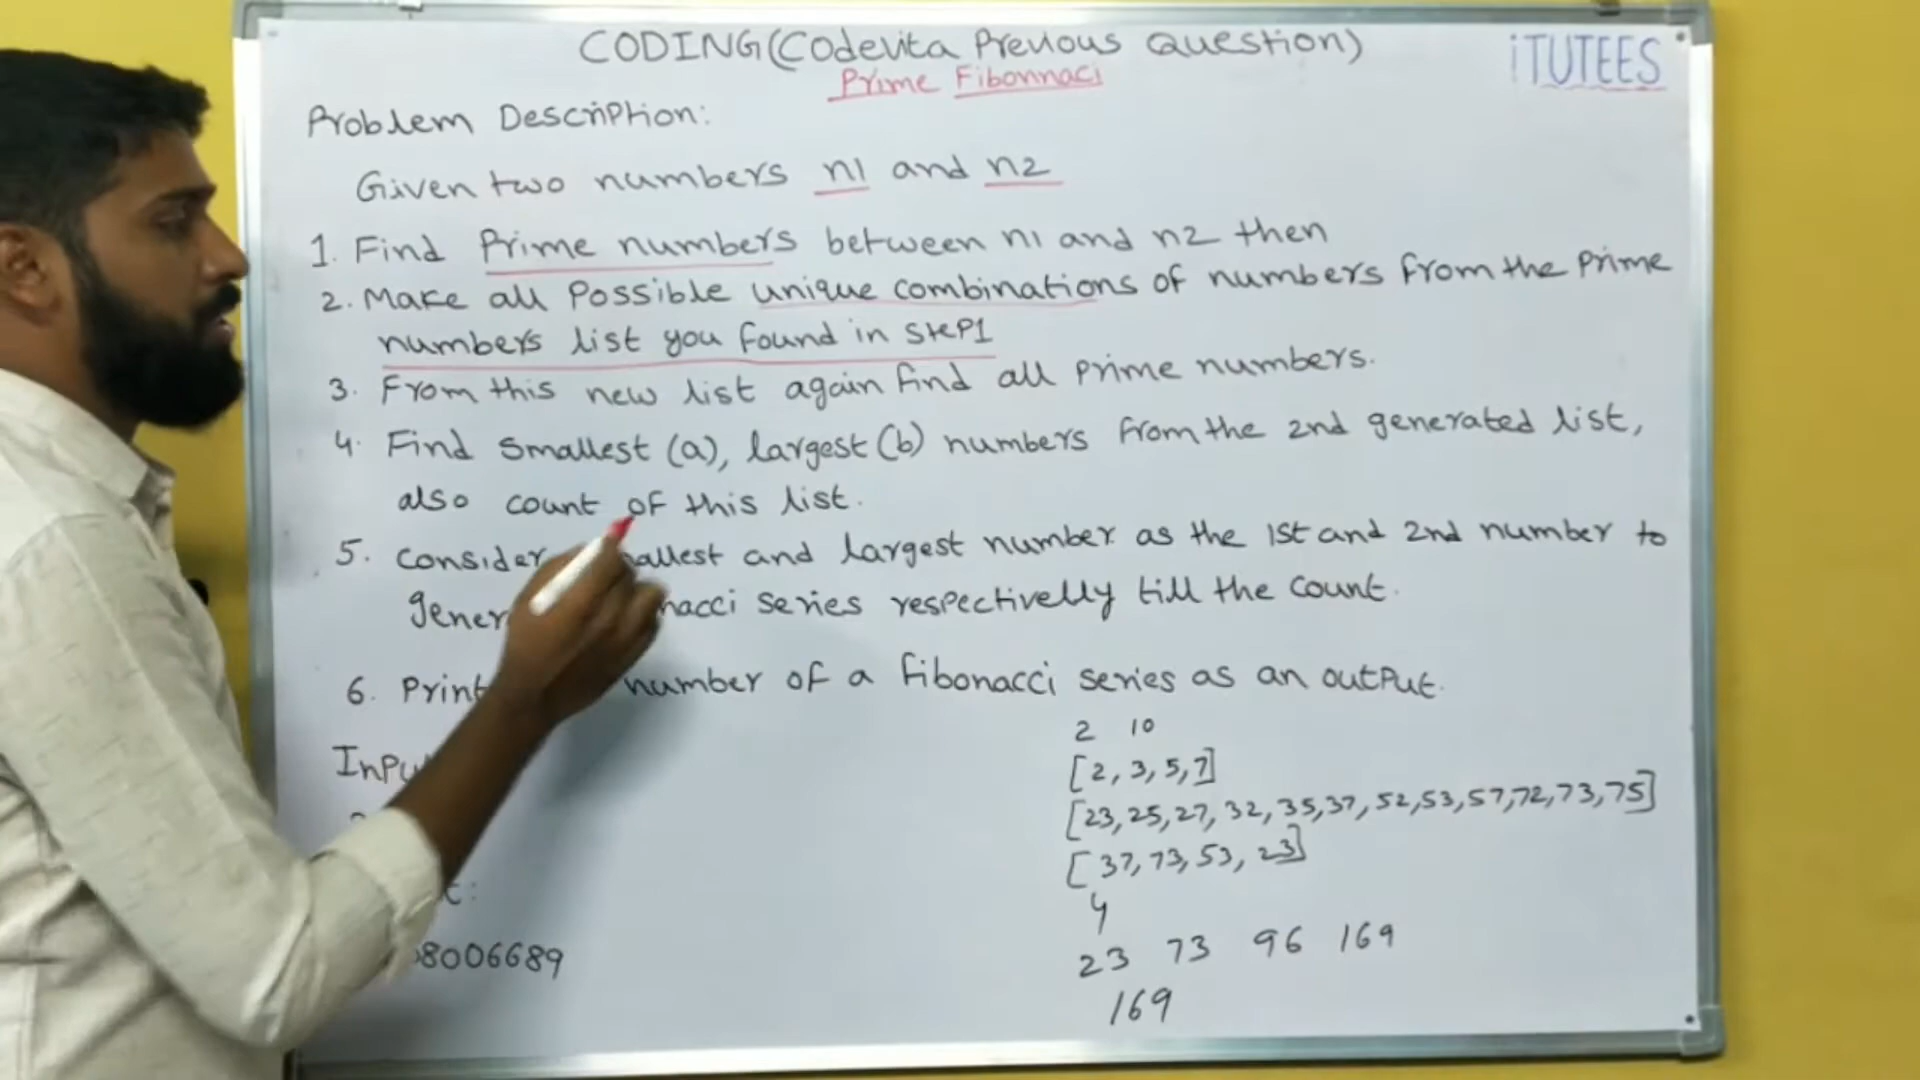 CODING(Codevita Previous Question)
iTUTEES
Prime Fibonnaci
Problem Description:
Given two numbers n1 and n2
1. Find Prime numbers between n1 and n2 then
2. Make all Possible unique combinations of numbers from the prime
numbers list you found in step1
3. From this new list again find all prime numbers.
4. Find smallest (a), largest (b) numbers from the 2nd generated list,
also count of this list.
5. Consider and largest number as the 1st and 2nd number to
series respectivelly till the count.
6. Print number of a fibonacci series as an output.
2 10
[2, 3, 5, 7]
[23, 25, 27, 32, 35, 37, 52, 53, 57, 72, 73, 75]
[37, 73, 53, 23]
4
23 73 96 169
8006689
169